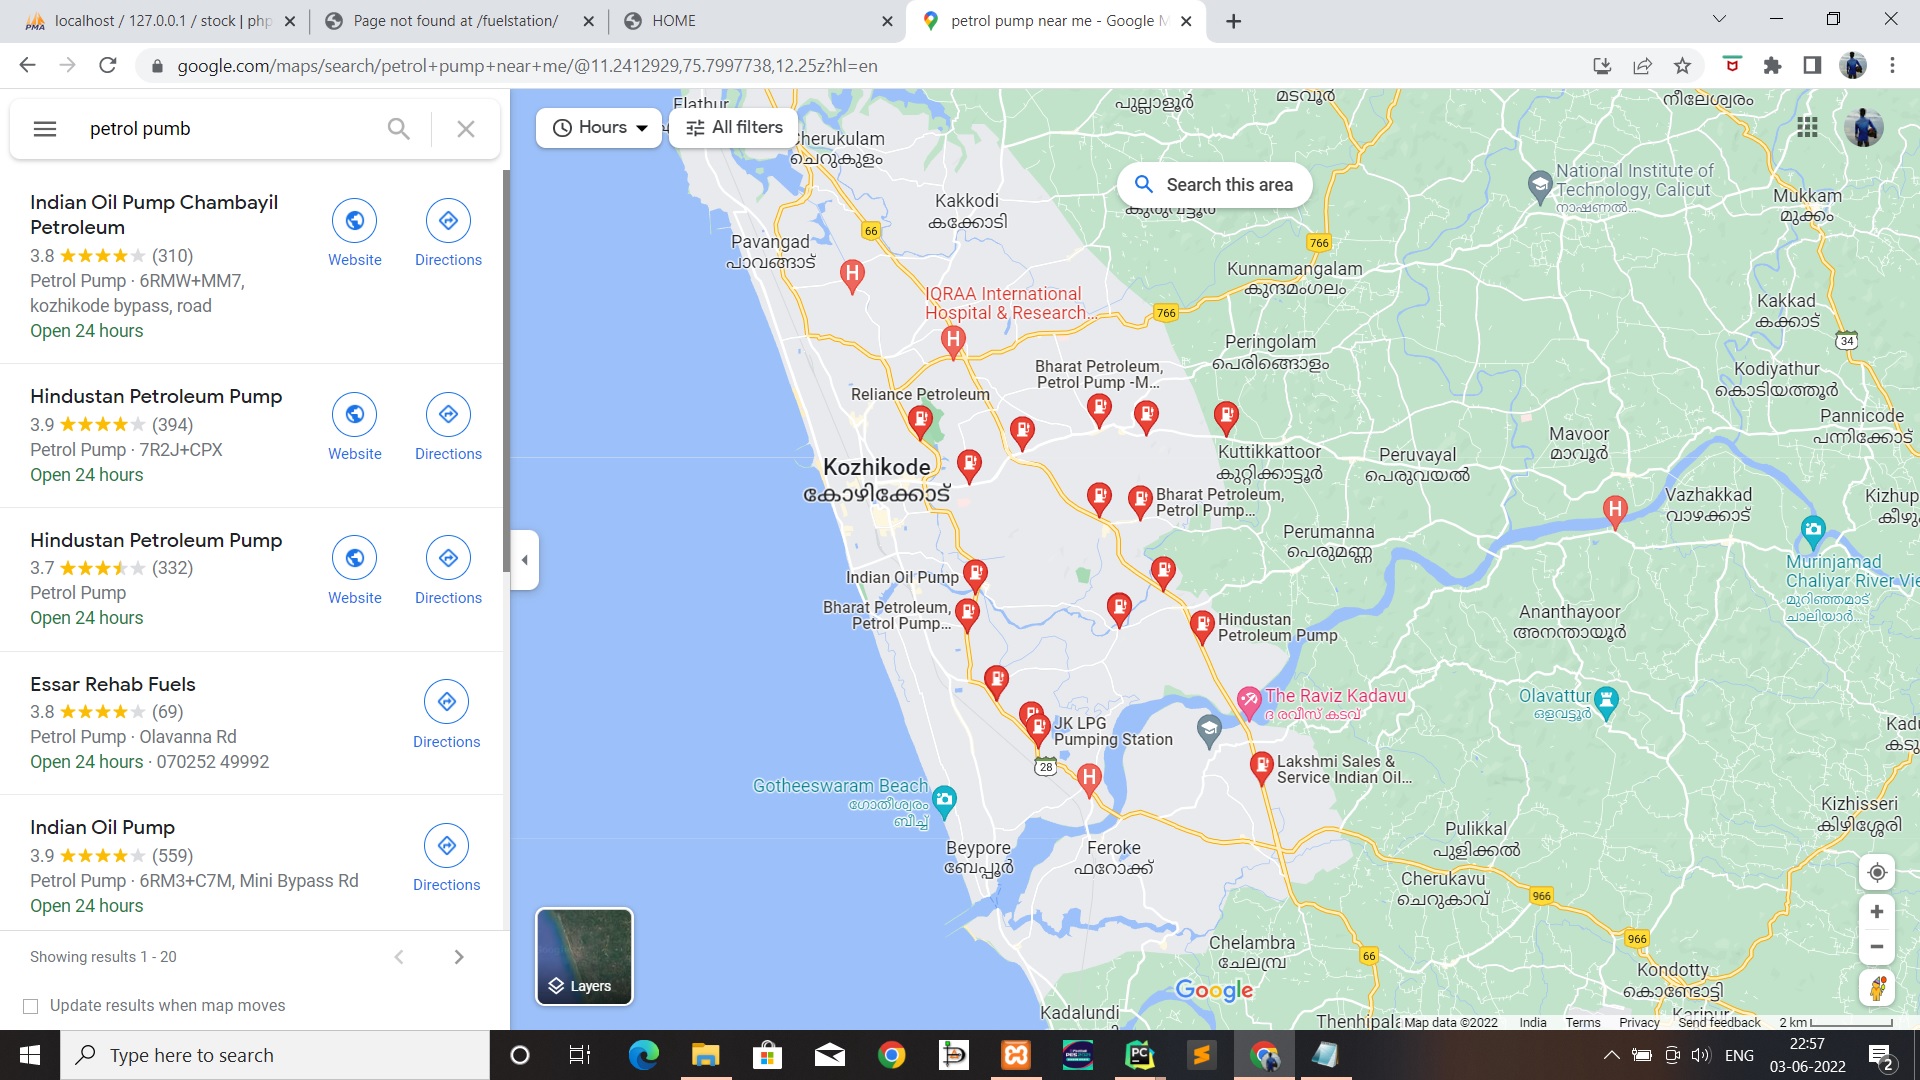 localhost / 127.0.0.1 / stock | php
Page not found at /fuelstation/
HOME
petrol pump near me - Google M
google.com/maps/search/petrol+pump+near+me/@11.2412929,75.7997738,12.25z?hl=en
petrol pumb
Indian Oil Pump Chambayil
Petroleum
3.8 (310)
Petrol Pump · 6RMW+MM7,
kozhikode bypass, road
Open 24 hours
Website
Directions
Hindustan Petroleum Pump
3.9 (394)
Petrol Pump · 7R2J+CPX
Open 24 hours
Website
Directions
Hindustan Petroleum Pump
3.7 (332)
Petrol Pump
Open 24 hours
Website
Directions
Essar Rehab Fuels
3.8 (69)
Petrol Pump · Olavanna Rd
Open 24 hours · 070252 49992
Directions
Indian Oil Pump
3.9 (559)
Petrol Pump · 6RM3+C7M, Mini Bypass Rd
Open 24 hours
Directions
Showing results 1 - 20
Update results when map moves
Hours
All filters
Search this area
Elathur
Cherukulam
ചെറുകുളം
പുല്ലാളൂർ
മടവൂർ
നീലേശ്വരം
Kakkodi
കക്കോടി
കുരുവട്ടൂർ
National Institute of
Technology, Calicut
നാഷണൽ...
Mukkam
മുക്കം
66
Pavangad
പാവങ്ങാട്
766
Kunnamangalam
കുന്ദമംഗലം
IQRAA International
Hospital & Research...
766
Kakkad
കക്കാട്
34
Peringolam
പെരിങ്ങൊളം
Bharat Petroleum,
Petrol Pump -M...
Kodiyathur
കൊടിയത്തൂർ
Reliance Petroleum
Pannicode
പന്നിക്കോട്
Mavoor
മാവൂർ
Kuttikkattoor
കുറ്റിക്കാട്ടൂർ
Peruvayal
പെരുവയൽ
Kozhikode
കോഴിക്കോട്
Bharat Petroleum,
Petrol Pump...
Vazhakkad
വാഴക്കാട്
Kizhup
കീഴു
Perumanna
പെരുമണ്ണ
Murinjamad
Chaliyar River Vie
മുറിഞ്ഞമാട്
ചാലിയാർ...
Indian Oil Pump
Bharat Petroleum,
Petrol Pump...
Hindustan
Petroleum Pump
Ananthayoor
അനന്തായൂർ
The Raviz Kadavu
ദ രവീസ് കടവ്
Olavattur
ഒളവട്ടൂർ
JK LPG
Pumping Station
28
Kadu
കടു
Lakshmi Sales &
Service Indian Oil...
Gotheeswaram Beach
ഗോതീശ്വരം
ബീച്ച്
Kizhisseri
കിഴിശ്ശേരി
Beypore
ബേപ്പൂർ
Feroke
ഫറോക്ക്
Pulikkal
പുളിക്കൽ
Cherukavu
ചെറുകാവ്
966
Chelambra
ചേലമ്പ്ര
66
966
Kondotty
കൊണ്ടോട്ടി
Layers
Google
Kadalundi
Thenhipala
Karipur
Map data ©2022
India
Terms
Privacy
Send feedback
2 km
Type here to search
ENG
22:57
03-06-2022
2